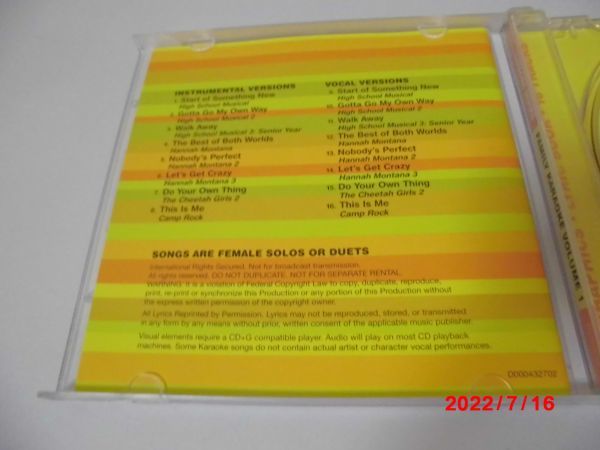 INSTRUMENTAL VERSIONS
1. Start of Something New
High School Musical
2. Gotta Go My Own Way
High School Musical 2
3. Walk Away
High School Musical 3: Senior Year
4. The Best of Both Worlds
Hannah Montana
5. Nobody's Perfect
Hannah Montana 2
6. Let's Get Crazy
Hannah Montana 3
7. Do Your Own Thing
The Cheetah Girls 2
8. This Is Me
Camp Rock
VOCAL VERSIONS
9. Start of Something New
High School Musical
10. Gotta Go My Own Way
High School Musical 2
11. Walk Away
High School Musical 3: Senior Year
12. The Best of Both Worlds
Hannah Montana
13. Nobody's Perfect
Hannah Montana 2
14. Let's Get Crazy
Hannah Montana 3
15. Do Your Own Thing
The Cheetah Girls 2
16. This Is Me
Camp Rock
SONGS ARE FEMALE SOLOS OR DUETS
International Rights Secured. Not for broadcast transmission.
All rights reserved. DO NOT DUPLICATE. NOT FOR SEPARATE RENTAL.
WARNING: It is a violation of Federal Copyright Law to copy, duplicate, reproduce,
print, re-print or synchronize this Production or any portion of this Production without
the express written permission of the copyright owner.
All Lyrics Reprinted by Permission. Lyrics may not be reproduced, stored, or transmitted
in any form by any means without prior, written consent of the applicable music publisher.
Visual elements require a CD+G compatible player. Audio will play on most CD playback
machines. Some Karaoke songs do not contain actual artist or character vocal performances.
D000432702
FAMILY KARAOKE VOLUME 1
2022/7/16